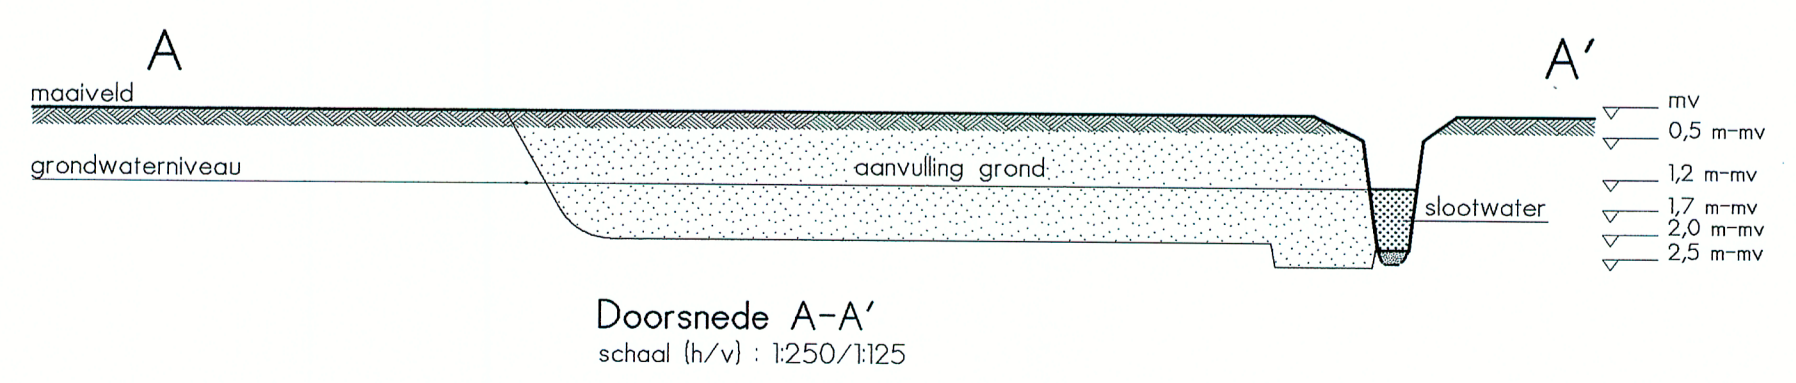 A
A'
maaiveld
mv
0,5 m-mv
grondwaterniveau
aanvulling grond
1,2 m-mv
slootwater
1,7 m-mv
2,0 m-mv
2,5 m-mv
Doorsnede A-A'
schaal (h/v) : 1:250/1:125